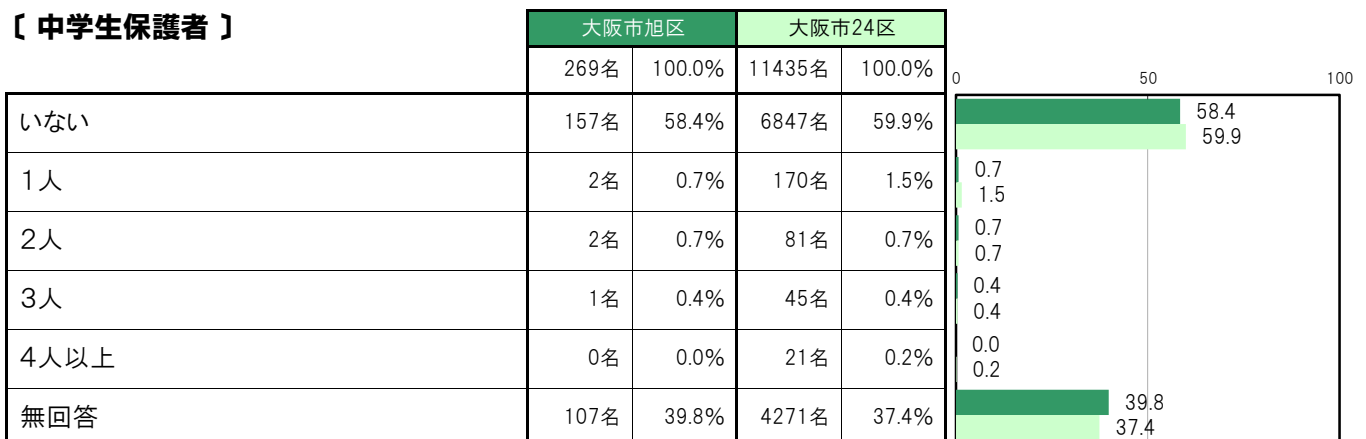 〔 中学生保護者 〕
大阪市旭区 大阪市24区
269名 100.0% 11435名 100.0%
0 50 100
いない 157名 58.4% 6847名 59.9%
58.4
59.9
1人 2名 0.7% 170名 1.5%
0.7
1.5
2人 2名 0.7% 81名 0.7%
0.7
0.7
3人 1名 0.4% 45名 0.4%
0.4
0.4
4人以上 0名 0.0% 21名 0.2%
0.0
0.2
無回答 107名 39.8% 4271名 37.4%
39.8
37.4